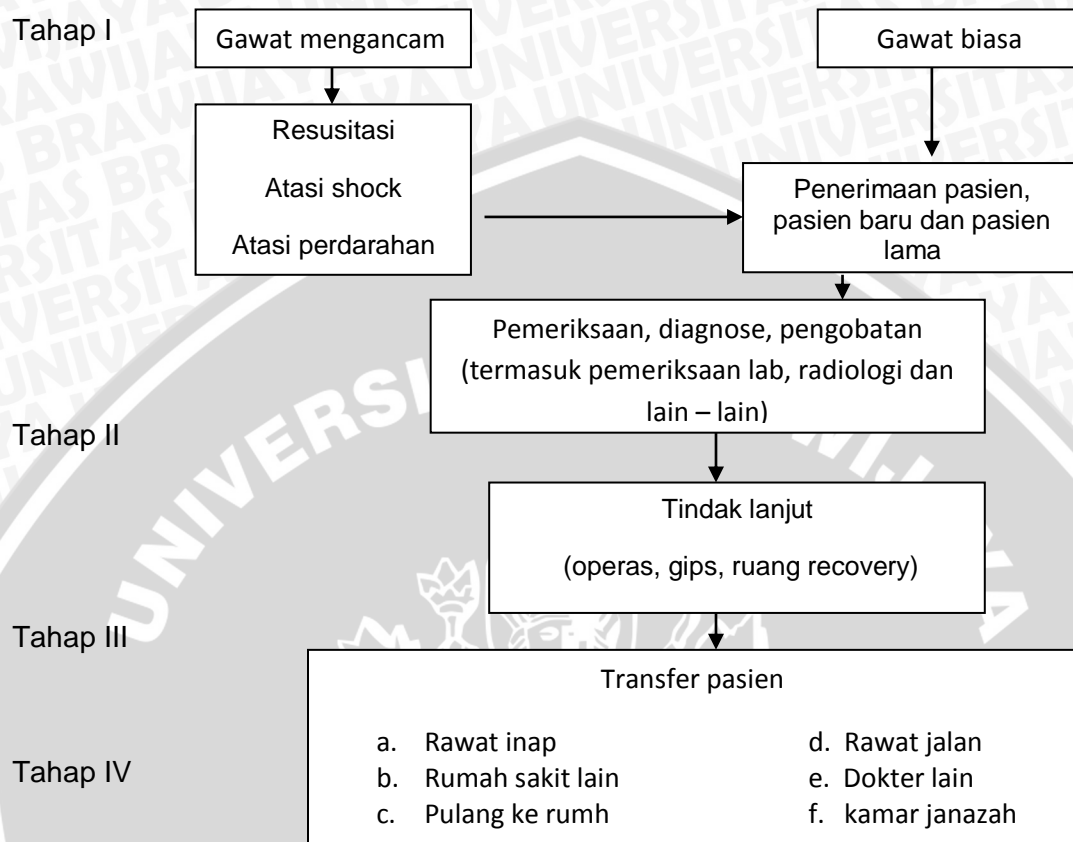 Tahap I
Gawat mengancam
Gawat biasa
Resusitasi
Atasi shock
Atasi perdarahan
Penerimaan pasien,
pasien baru dan pasien
lama
Pemeriksaan, diagnose, pengobatan
(termasuk pemeriksaan lab, radiologi dan
lain – lain)
Tahap II
Tindak lanjut
(operas, gips, ruang recovery)
Tahap III
Transfer pasien
a. Rawat inap
b. Rumah sakit lain
c. Pulang ke rumh
d. Rawat jalan
e. Dokter lain
f. kamar janazah
Tahap IV